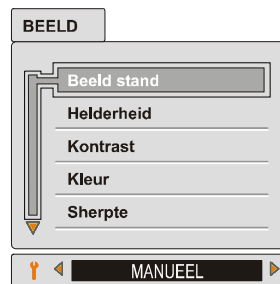 BEELD
Beeld stand
Helderheid
Kontrast
Kleur
Sherpte
MANUEEL